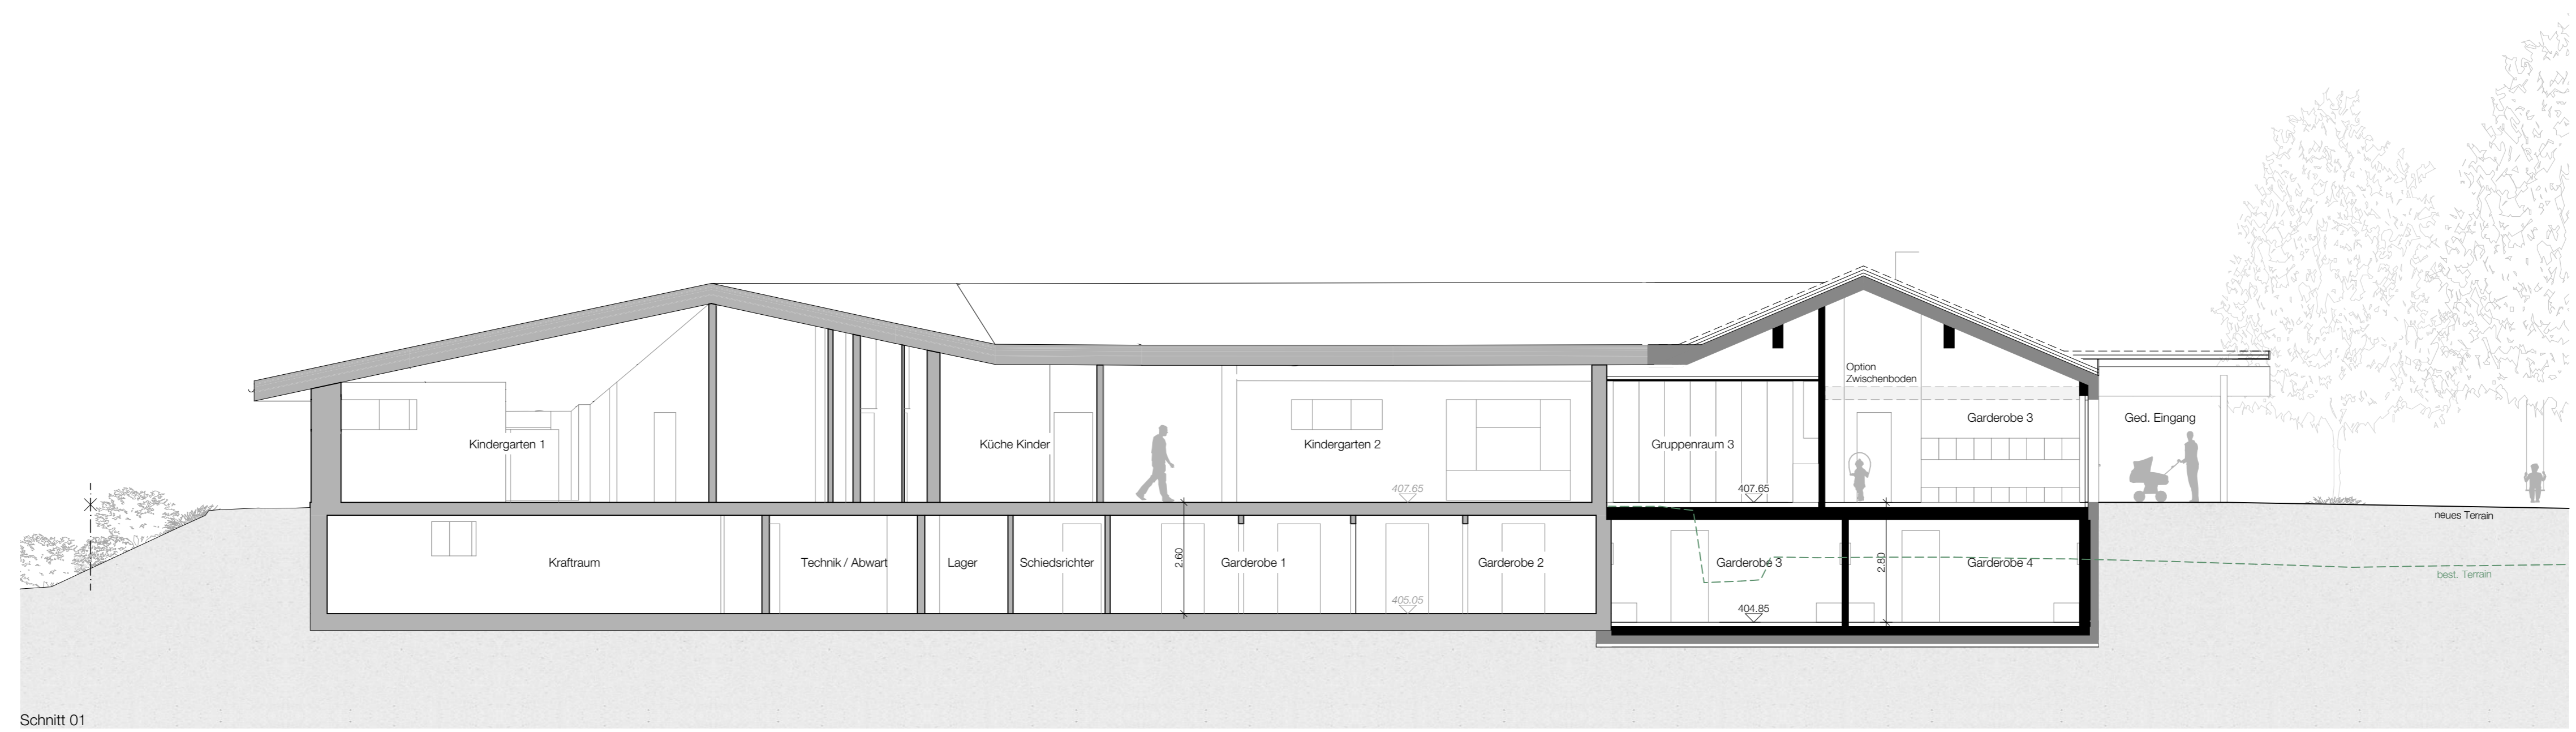 Option
Zwischenboden
Kindergarten 1
Küche Kinder
Kindergarten 2
Gruppenraum 3
Garderobe 3
Ged. Eingang
407.65
407.65
neues Terrain
Kraftraum
Technik / Abwart
Lager
Schiedsrichter
2.60
Garderobe 1
Garderobe 2
Garderobe 3
2.80
Garderobe 4
best. Terrain
405.05
404.85
Schnitt 01